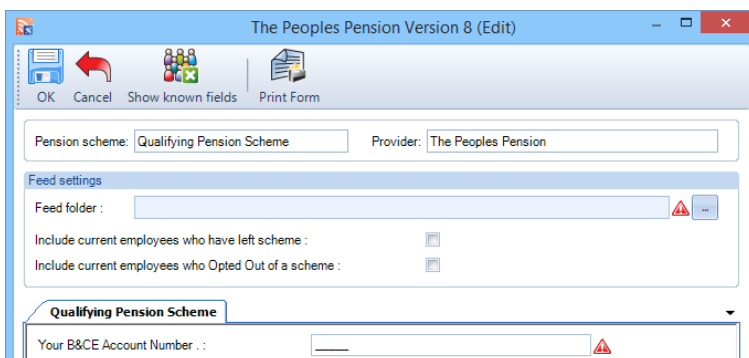 The Peoples Pension Version 8 (Edit)
OK Cancel Show known fields Print Form
Pension scheme: Qualifying Pension Scheme Provider: The Peoples Pension
Feed settings
Feed folder :
...
Include current employees who have left scheme :
Include current employees who Opted Out of a scheme :
Qualifying Pension Scheme
Your B&CE Account Number . : _____